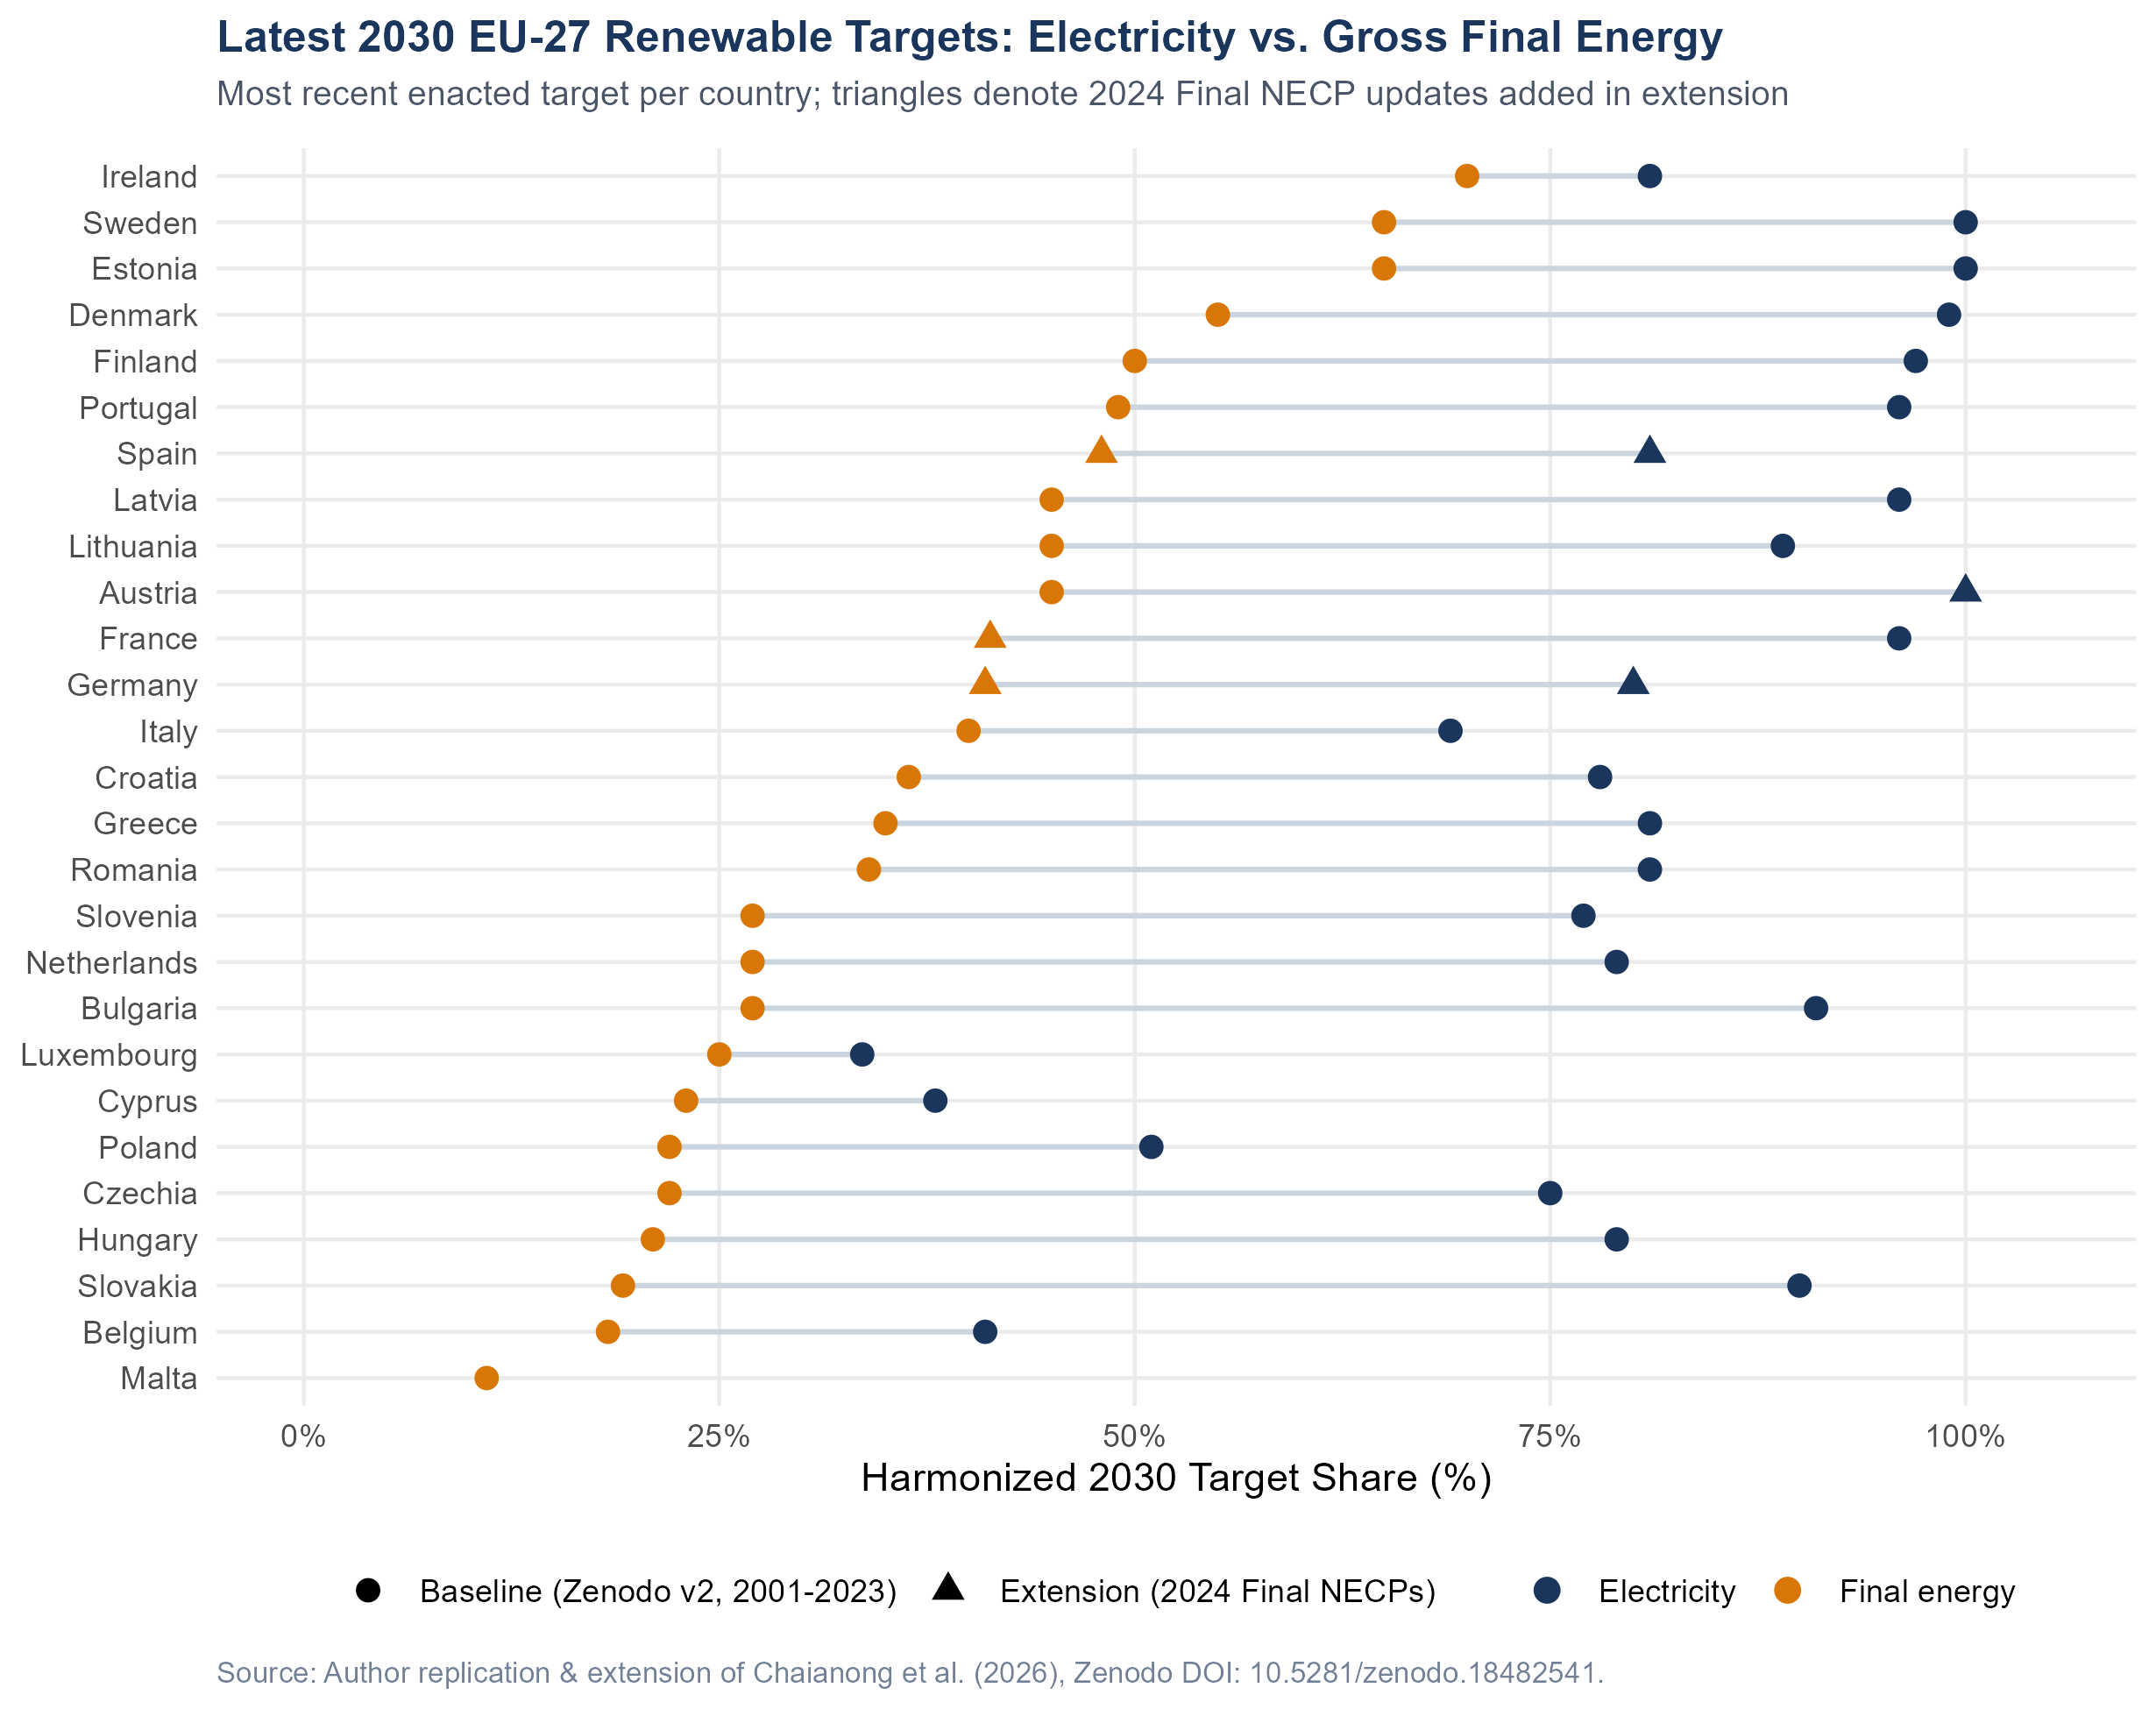 Latest 2030 EU-27 Renewable Targets: Electricity vs. Gross Final Energy
Most recent enacted target per country; triangles denote 2024 Final NECP updates added in extension
Ireland
Sweden
Estonia
Denmark
Finland
Portugal
Spain
Latvia
Lithuania
Austria
France
Germany
Italy
Croatia
Greece
Romania
Slovenia
Netherlands
Bulgaria
Luxembourg
Cyprus
Poland
Czechia
Hungary
Slovakia
Belgium
Malta
0% 25% 50% 75% 100%
Harmonized 2030 Target Share (%)
Baseline (Zenodo v2, 2001-2023) Extension (2024 Final NECPs) Electricity Final energy
Source: Author replication & extension of Chaianong et al. (2026), Zenodo DOI: 10.5281/zenodo.18482541.